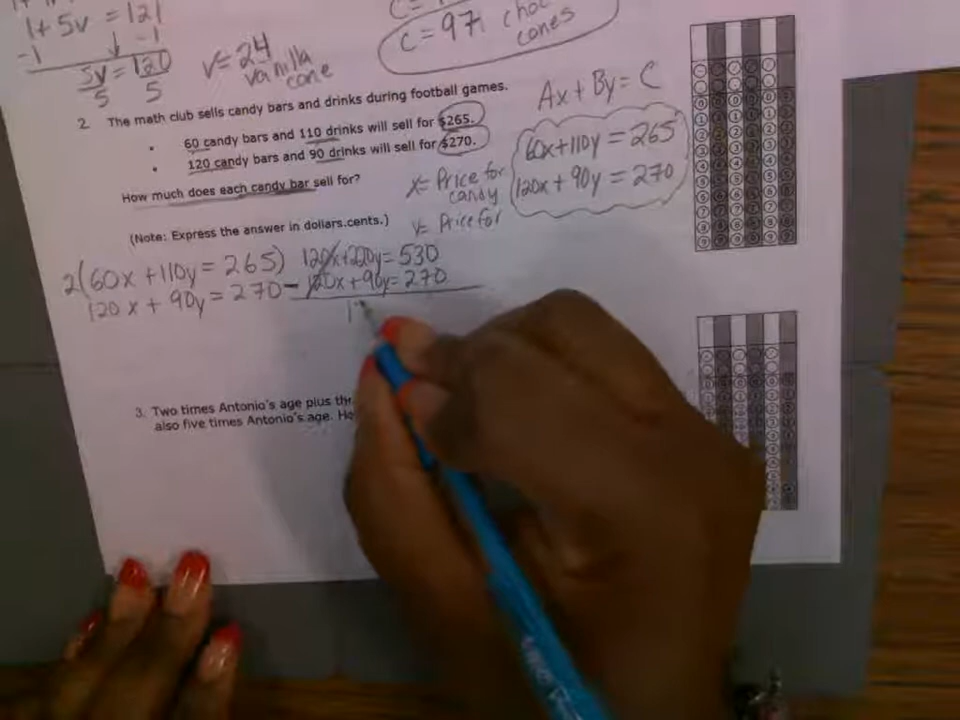 1+5v = 121
-1 ↓ -1
5v = 120
5 5
v=24
vanilla
cone
c = 97 choc
cones
2. The math club sells candy bars and drinks during football games.
• 60 candy bars and 110 drinks will sell for $265.
• 120 candy bars and 90 drinks will sell for $270.
How much does each candy bar sell for?
(Note: Express the answer in dollars.cents.)
Ax + By = C
60x+110y = 265
120x + 90y = 270
x= Price for
candy
y= Price for
2(60x +110y = 265)
120x + 90y = 270
120x+220y= 530
- 120x + 90y= 270
3. Two times Antonio's age plus
also five times Antonio's age.